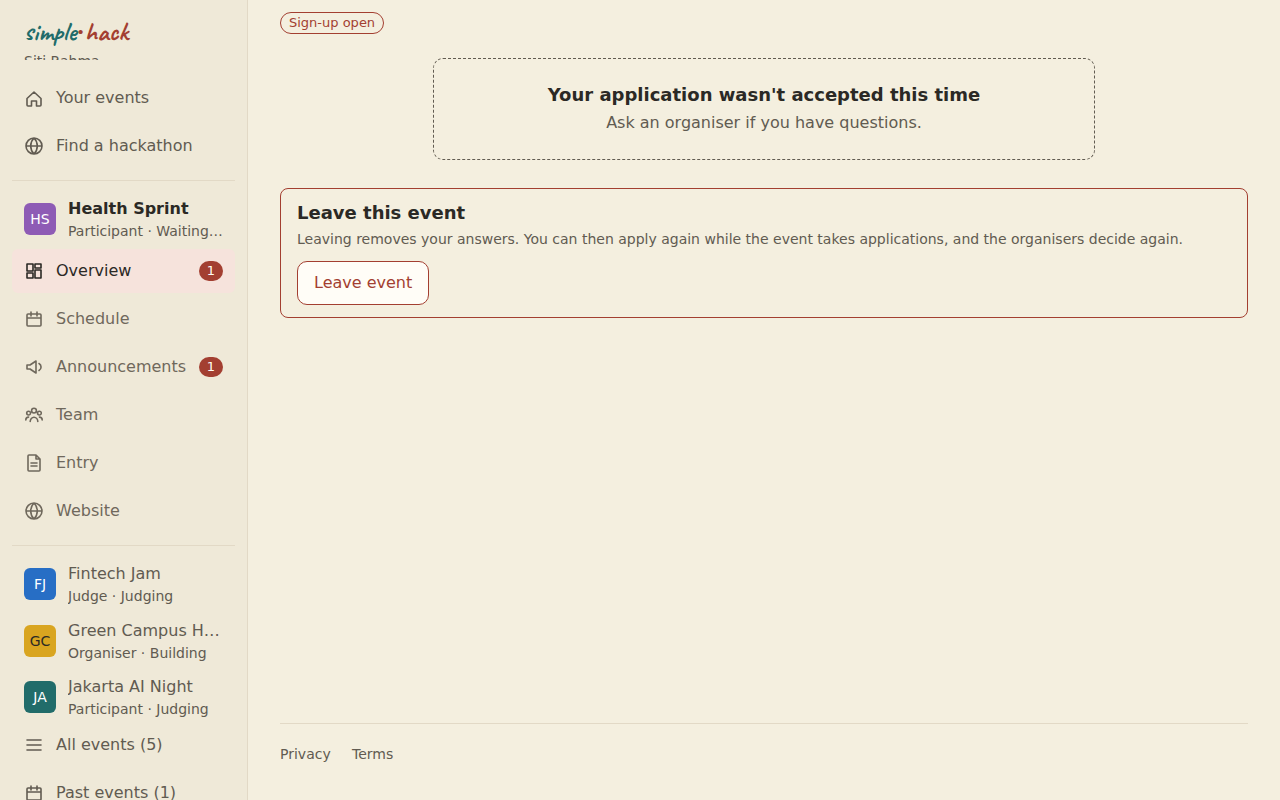 simple·hack
Your events
Find a hackathon
HS
Health Sprint
Participant · Waiting…
Overview
1
Schedule
Announcements
1
Team
Entry
Website
FJ
Fintech Jam
Judge · Judging
GC
Green Campus H…
Organiser · Building
JA
Jakarta AI Night
Participant · Judging
All events (5)
Past events (1)
Sign-up open
Your application wasn't accepted this time
Ask an organiser if you have questions.
Leave this event
Leaving removes your answers. You can then apply again while the event takes applications, and the organisers decide again.
Leave event
Privacy
Terms